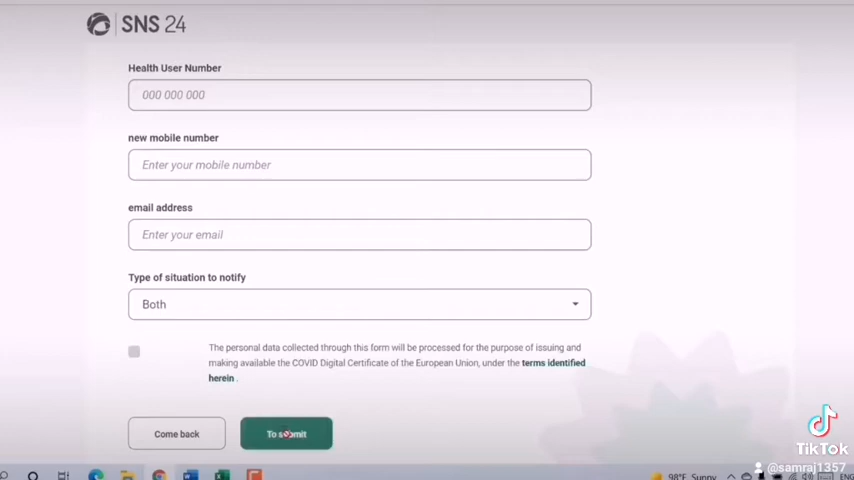 SNS 24
Health User Number
000 000 000
new mobile number
Enter your mobile number
email address
Enter your email
Type of situation to notify
Both
The personal data collected through this form will be processed for the purpose of issuing and
making available the COVID Digital Certificate of the European Union, under the terms identified
herein .
Come back
To submit
TikTok
@samraj1357
98°F Sunny
ENG